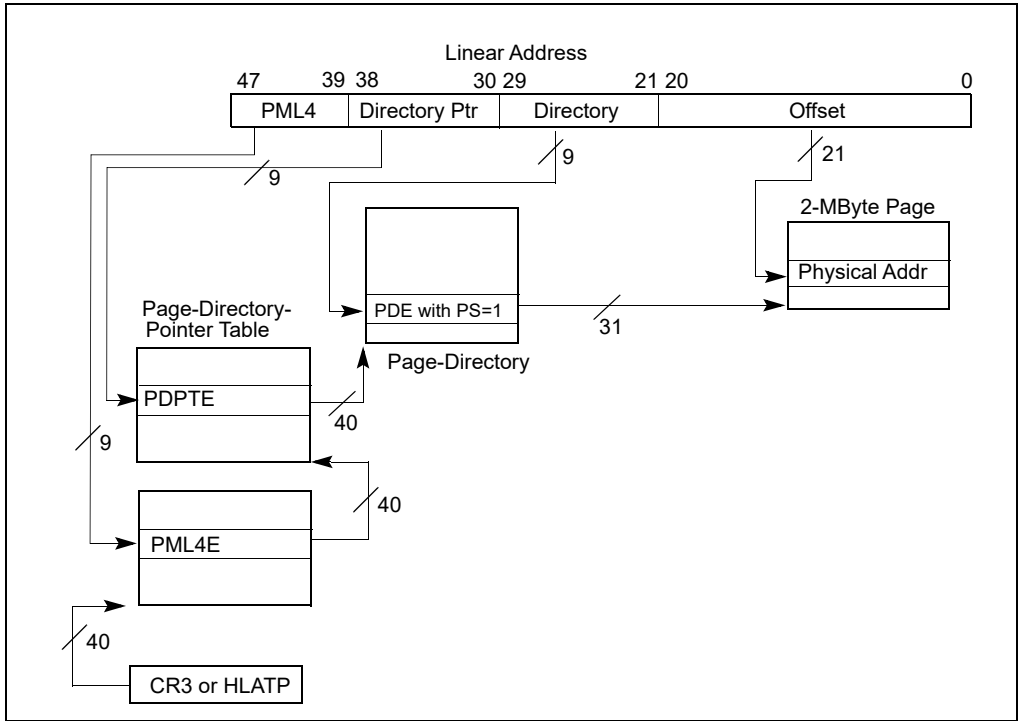 Linear Address
47 39 38 30 29 21 20 0
PML4 Directory Ptr Directory Offset
9 9 21
2-MByte Page
Physical Addr
PDE with PS=1
31
Page-Directory-
Pointer Table
Page-Directory
PDPTE
40
9
40
PML4E
40
CR3 or HLATP